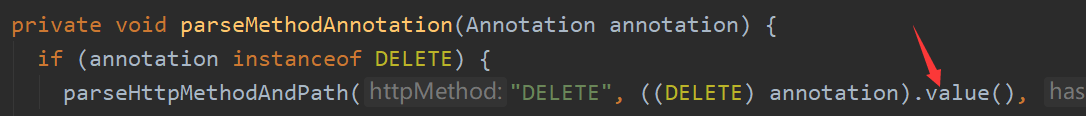 private void parseMethodAnnotation(Annotation annotation) {
if (annotation instanceof DELETE) {
parseHttpMethodAndPath( httpMethod: "DELETE", ((DELETE) annotation).value(), has